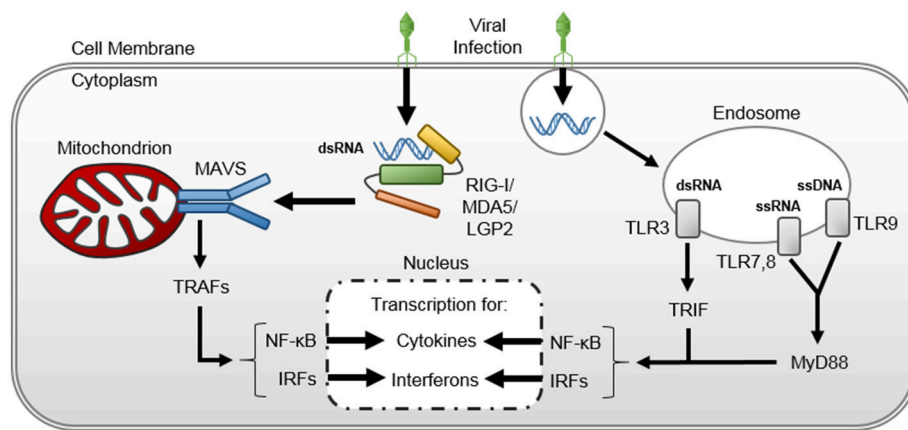 Viral
Infection
Cell Membrane
Cytoplasm
Mitochondrion
MAVS
dsRNA
RIG-I/
MDA5/
LGP2
Endosome
dsRNA
ssDNA
ssRNA
TLR3
TLR9
TLR7,8
TRAFs
Nucleus
Transcription for:
TRIF
NF-κB
Cytokines
NF-κB
IRFs
Interferons
IRFs
MyD88